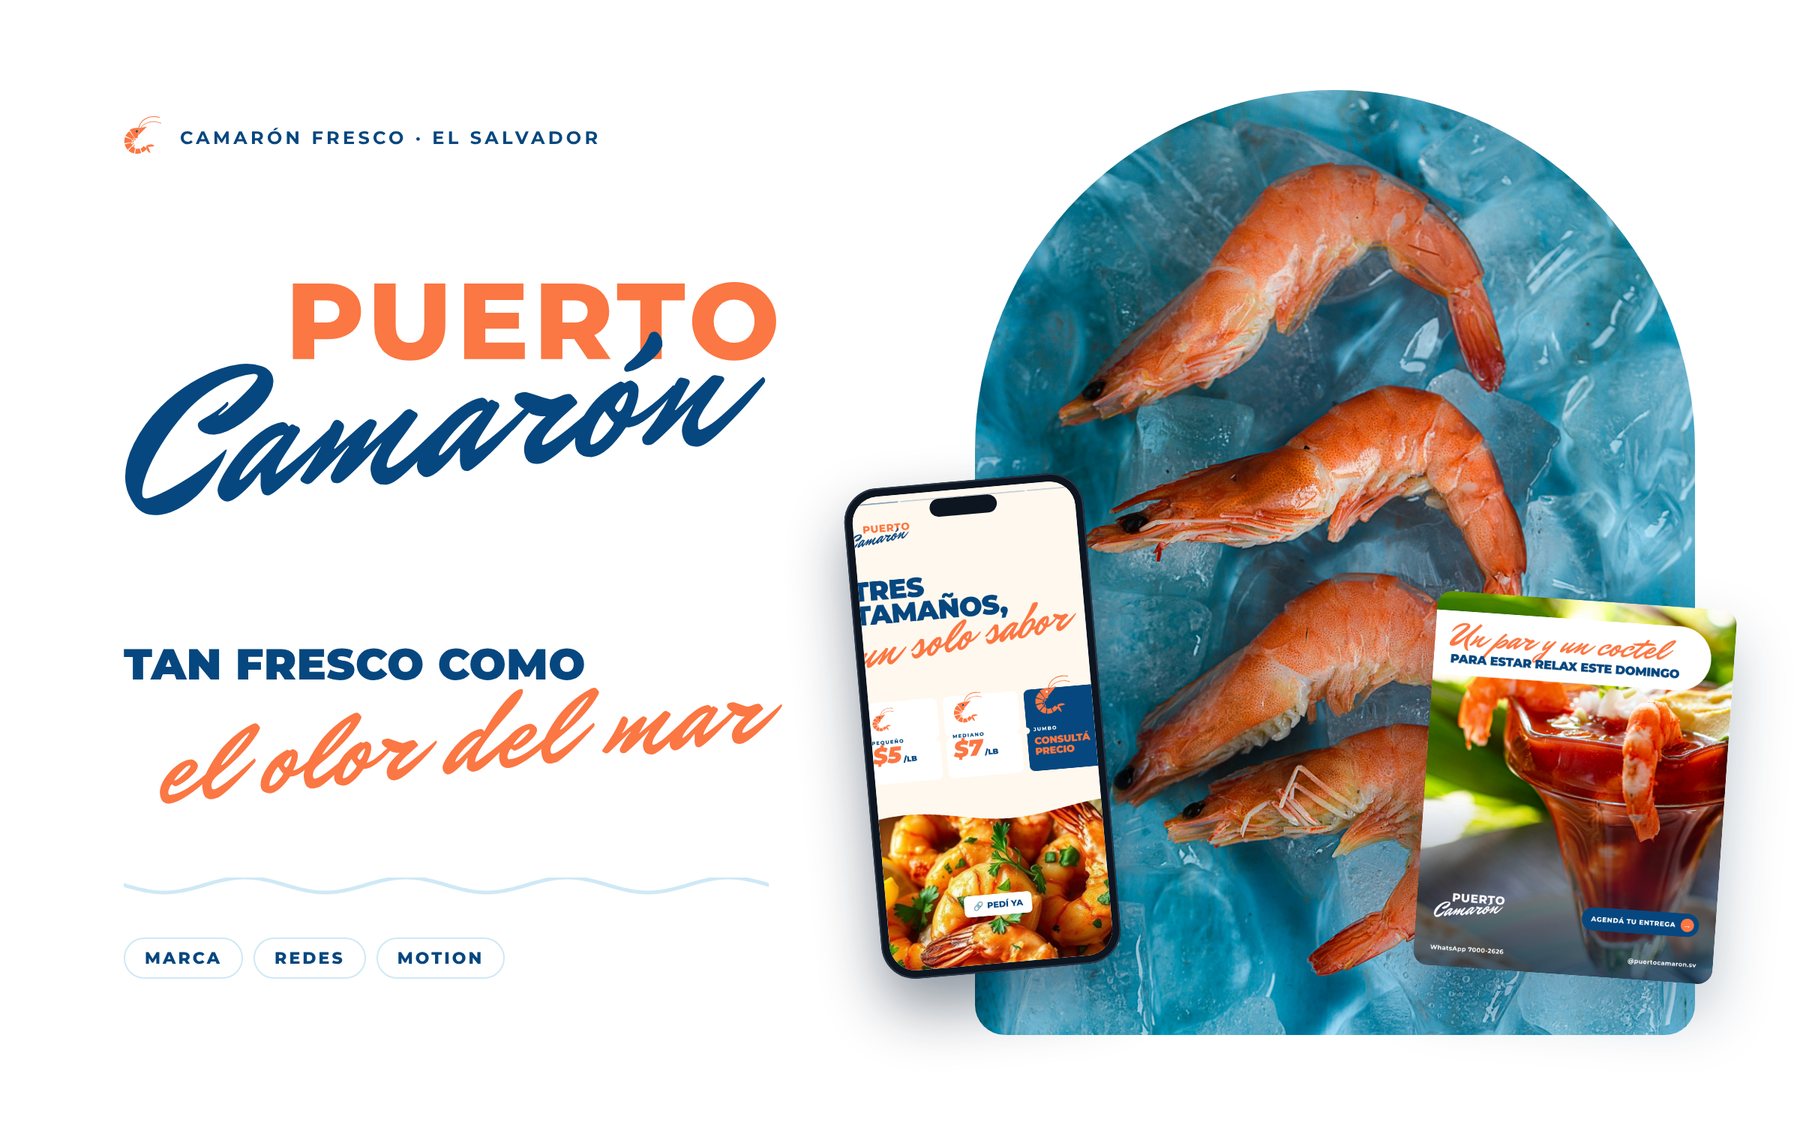 CAMARÓN FRESCO · EL SALVADOR
PUERTO
Camarón
TAN FRESCO COMO
el olor del mar
MARCA
REDES
MOTION
PUERTO
Camarón
TRES
TAMAÑOS,
un solo sabor
PEQUEÑO
$5 /LB
MEDIANO
$7 /LB
JUMBO
CONSULTÁ
PRECIO
PEDÍ YA
Un par y un coctel
PARA ESTAR RELAX ESTE DOMINGO
PUERTO
Camarón
AGENDÁ TU ENTREGA
WhatsApp 7000-2626
@puertocamaron.sv